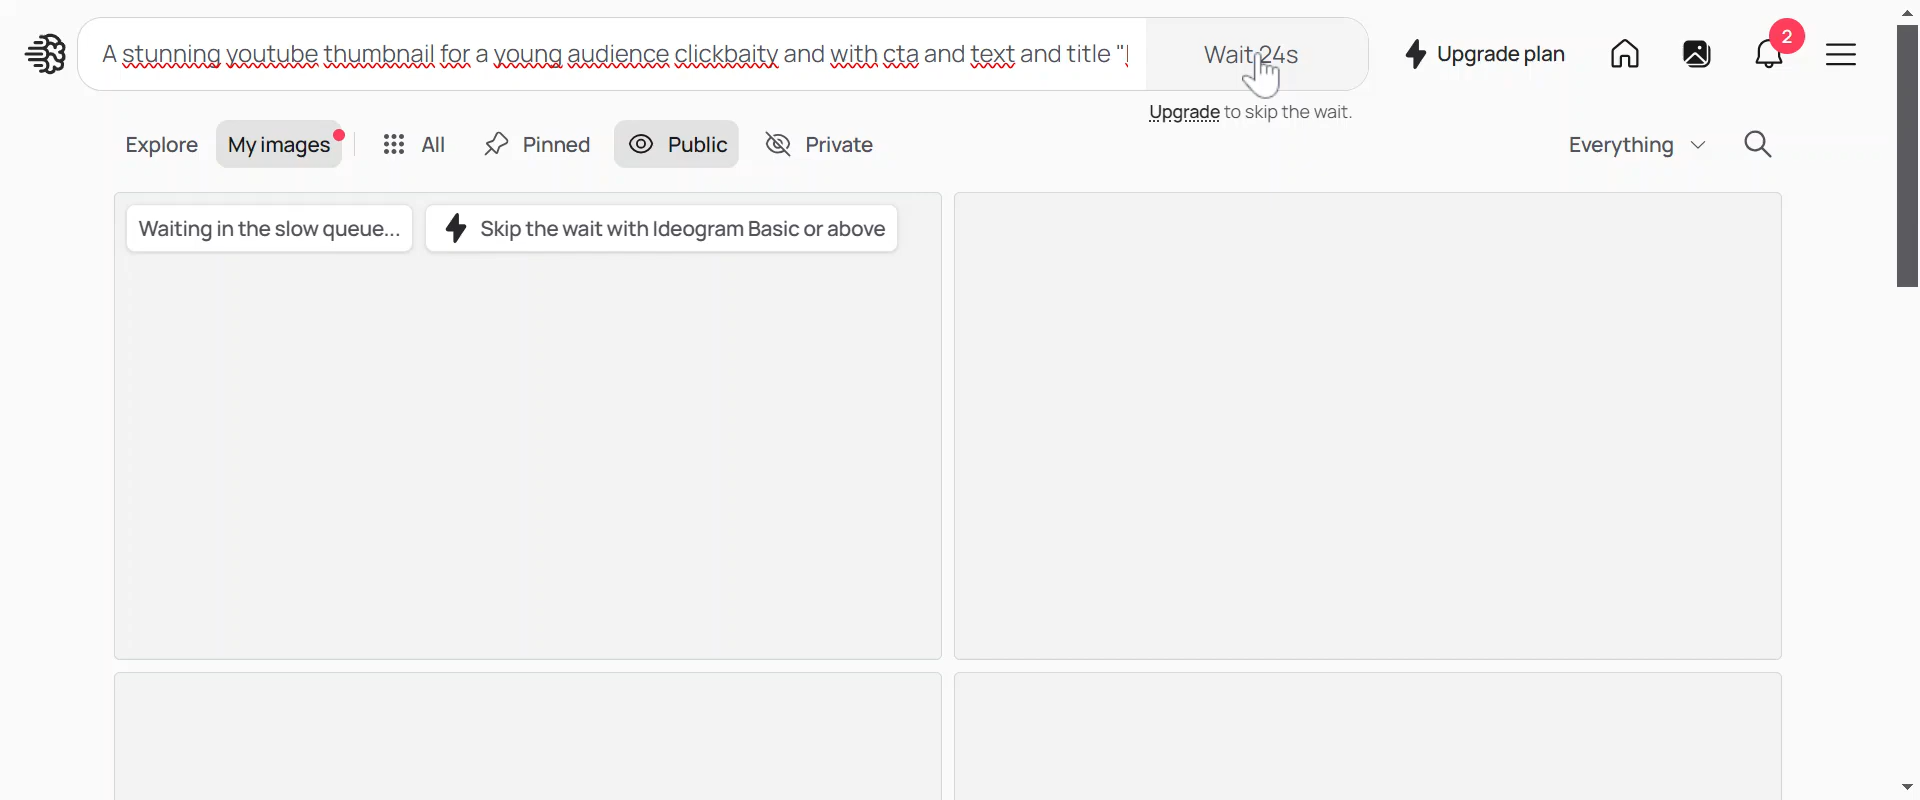 A stunning youtube thumbnail for a young audience clickbaity and with cta and text and title "!
Wait 24s
Upgrade plan
2
Upgrade to skip the wait.
Explore
My images
All
Pinned
Public
Private
Everything
Waiting in the slow queue...
Skip the wait with Ideogram Basic or above